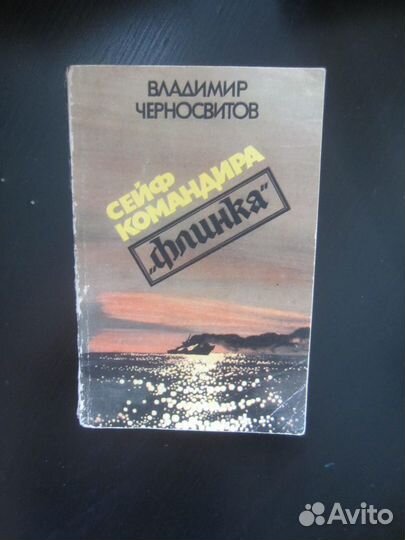 ВЛАДИМИР
ЧЕРНОСВИТОВ
СЕЙФ
КОМАНДИРА
„Флинка“
Avito